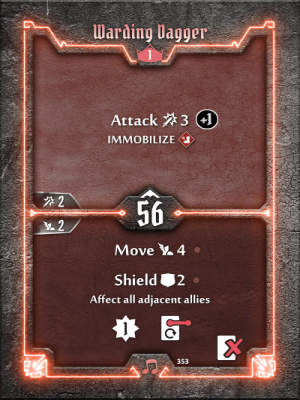 Warding Dagger
1
Attack 3 +1
IMMOBILIZE
2
56
2
Move 4
Shield 2
Affect all adjacent allies
1
353